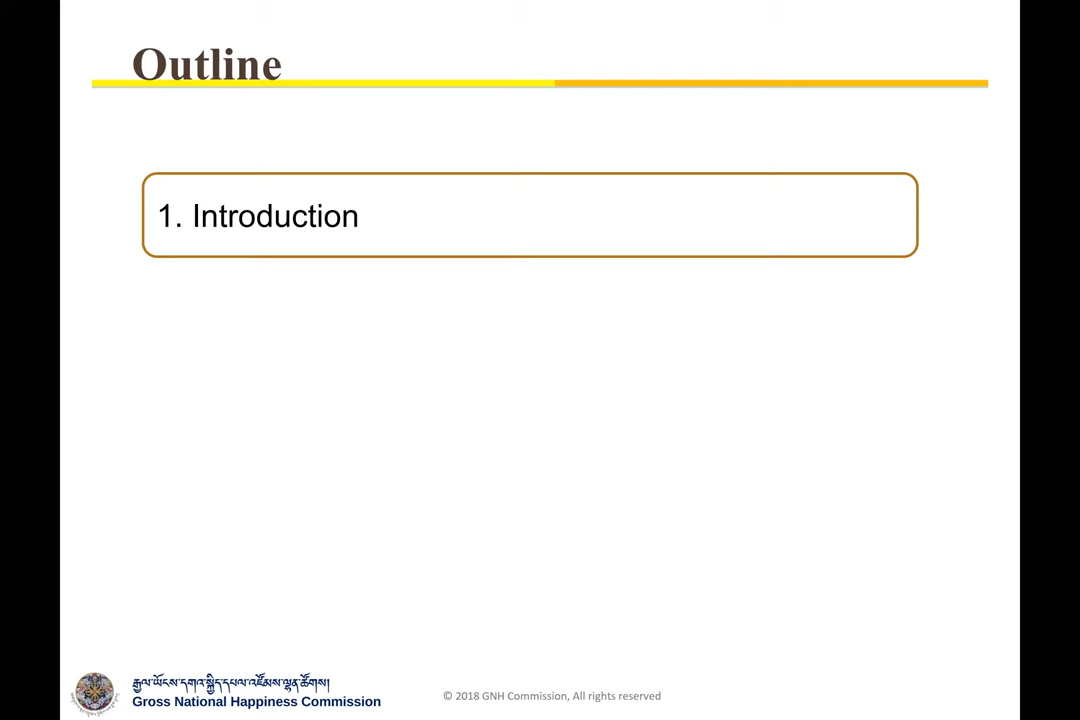 Outline
1. Introduction
རྒྱལ་ཡོངས་དགའ་སྐྱིད་དཔལ་འཛོམས་ལྷན་ཚོགས།
Gross National Happiness Commission
© 2018 GNH Commission, All rights reserved